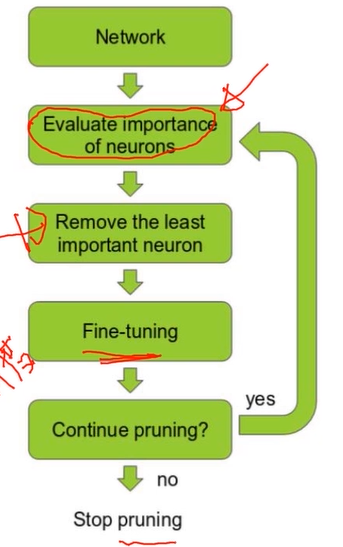 Network
Evaluate importance
of neurons
Remove the least
important neuron
Fine-tuning
Continue pruning?
yes
no
Stop pruning